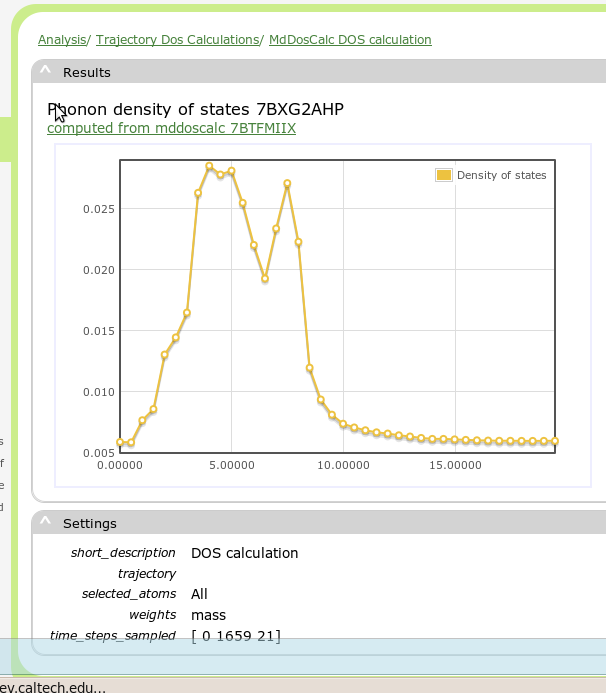 Analysis/ Trajectory Dos Calculations/ MdDosCalc DOS calculation
Results
Phonon density of states 7BXG2AHP
computed from mddoscalc 7BTFMIIX
Density of states
0.025
0.020
0.015
0.010
0.005
0.00000 5.00000 10.00000 15.00000
s
f
e
d
Settings
short_description DOS calculation
trajectory
selected_atoms All
weights mass
time_steps_sampled [ 0 1659 21]
ev.caltech.edu...